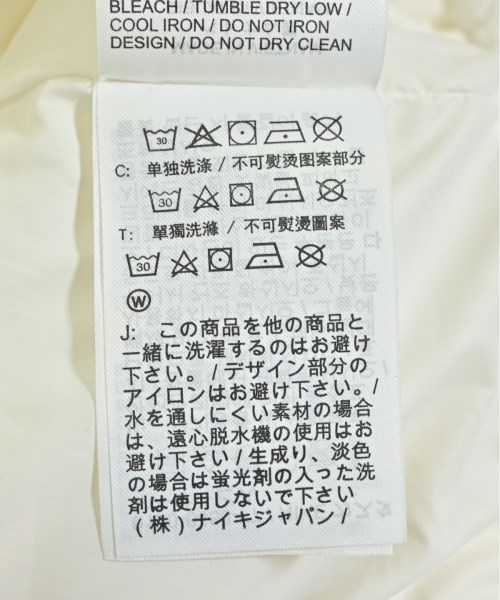 BLEACH / TUMBLE DRY LOW /
COOL IRON / DO NOT IRON
DESIGN / DO NOT DRY CLEAN
30
C: 单独洗涤 / 不可熨烫图案部分
30
T: 單獨洗滌 / 不可熨燙圖案
30
W
J: この商品を他の商品と
一緒に洗濯するのはお避け
下さい。 / デザイン部分の
アイロンはお避け下さい。/
水を通しにくい素材の場合
は、遠心脱水機の使用はお
避け下さい / 生成り、淡色
の場合は蛍光剤の入った洗
剤は使用しないで下さい
(株) ナイキジャパン /